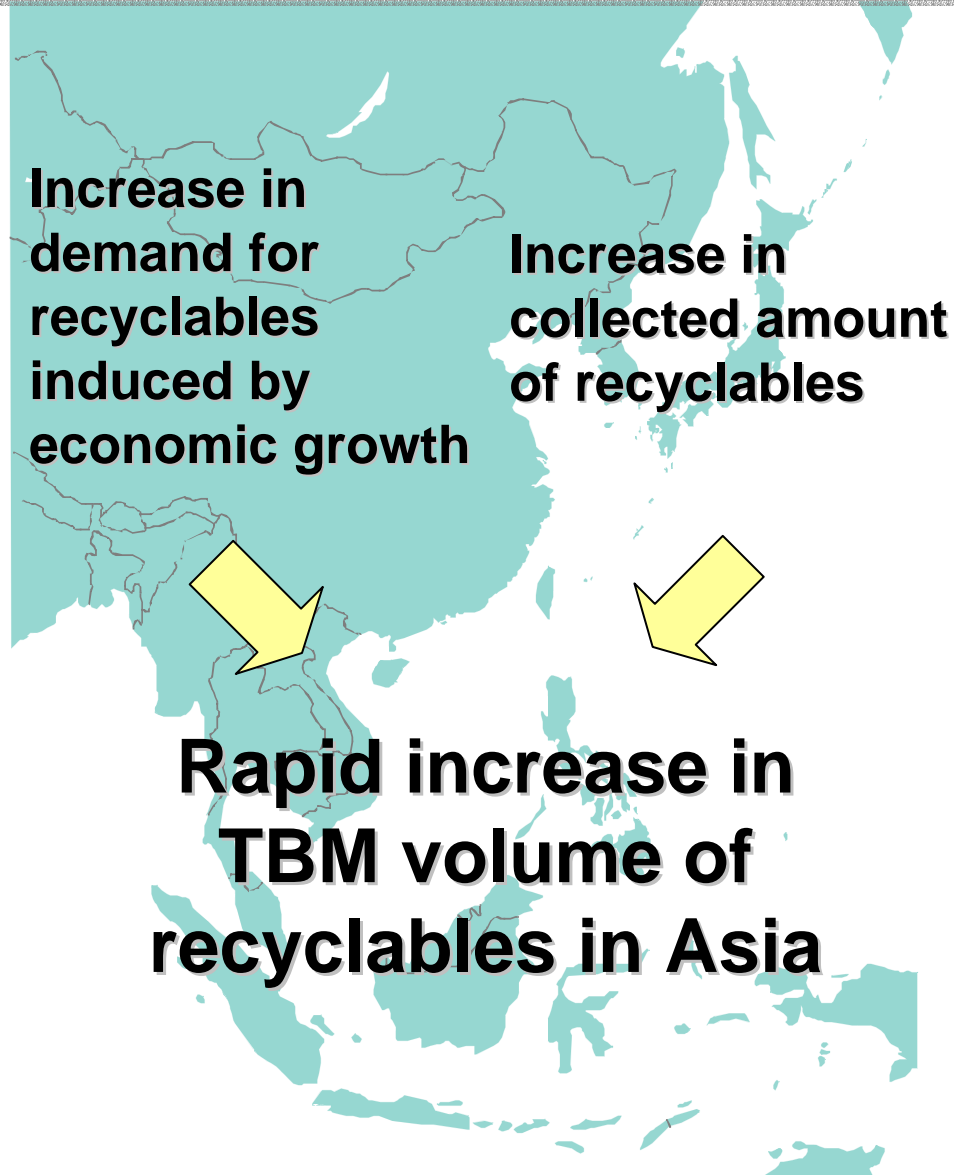 Increase in
demand for
recyclables
induced by
economic growth
Increase in
collected amount
of recyclables
Rapid increase in
TBM volume of
recyclables in Asia